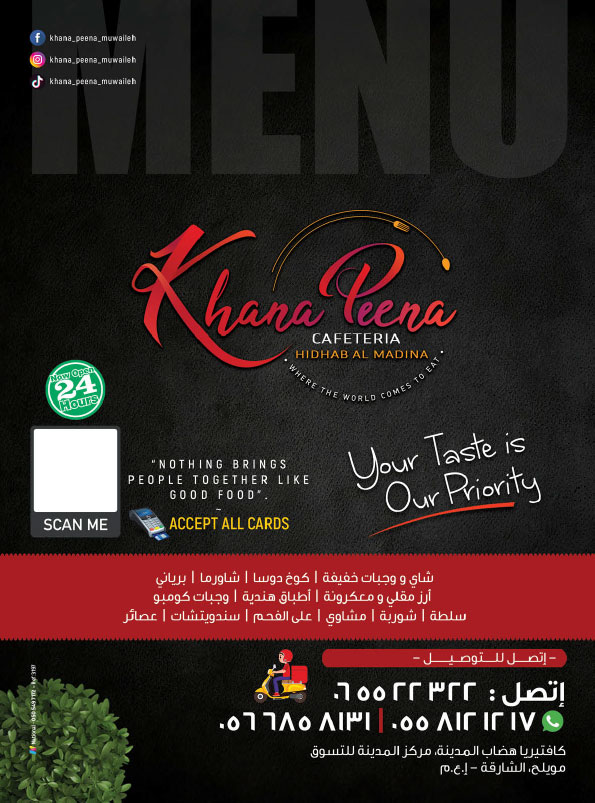 MENU
khana_peena_muwaileh
khana_peena_muwaileh
khana_peena_muwaileh
Khana Peena
CAFETERIA
HIDHAB AL MADINA
• WHERE THE WORLD COMES TO EAT •
Now Open
24
Hours
SCAN ME
"NOTHING BRINGS
PEOPLE TOGETHER LIKE
GOOD FOOD".
~
ACCEPT ALL CARDS
Your Taste is
Our Priority
شاي و وجبات خفيفة | كوخ دوسا | شاورما | برياني
أرز مقلي و معكرونة | أطباق هندية | وجبات كومبو
سلطة | شوربة | مشاوي | على الفحم | سندويتشات | عصائر
- إتصل للتوصيل -
إتصل : ٠٦ ٥٥ ٢٢ ٣٢٢
٠٥٥ ٨١٢ ١٢ ١٧ | ٠٥٦ ٦٨٥ ٨١٣١
كافتيريا هضاب المدينة، مركز المدينة للتسوق
مويلح، الشارقة - إ.ع.م